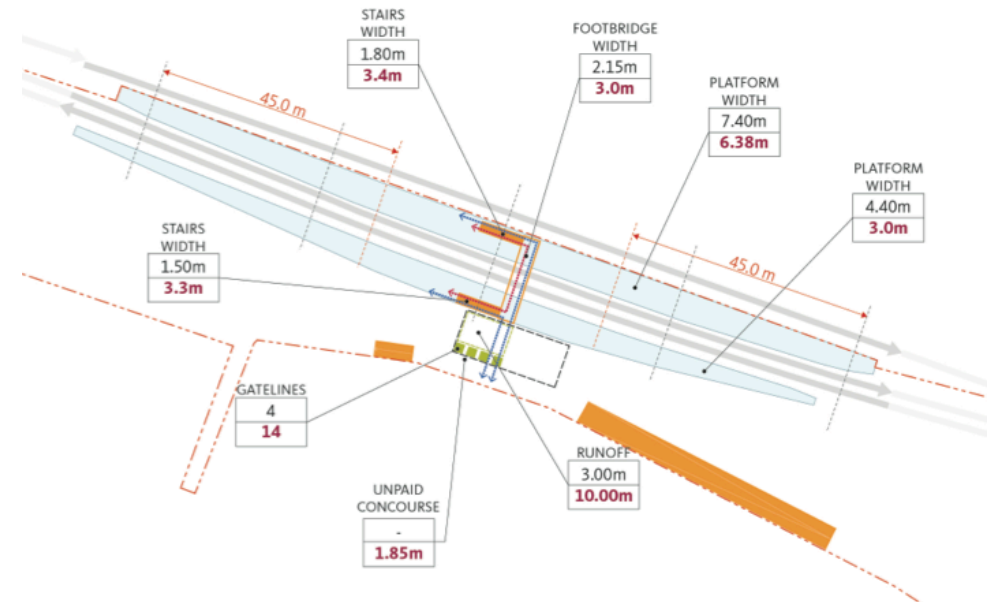 STAIRS
WIDTH
1.80m
3.4m
FOOTBRIDGE
WIDTH
2.15m
3.0m
PLATFORM
WIDTH
7.40m
6.38m
PLATFORM
WIDTH
4.40m
3.0m
45.0 m
STAIRS
WIDTH
1.50m
3.3m
45.0 m
GATELINES
4
14
RUNOFF
3.00m
10.00m
UNPAID
CONCOURSE
-
1.85m